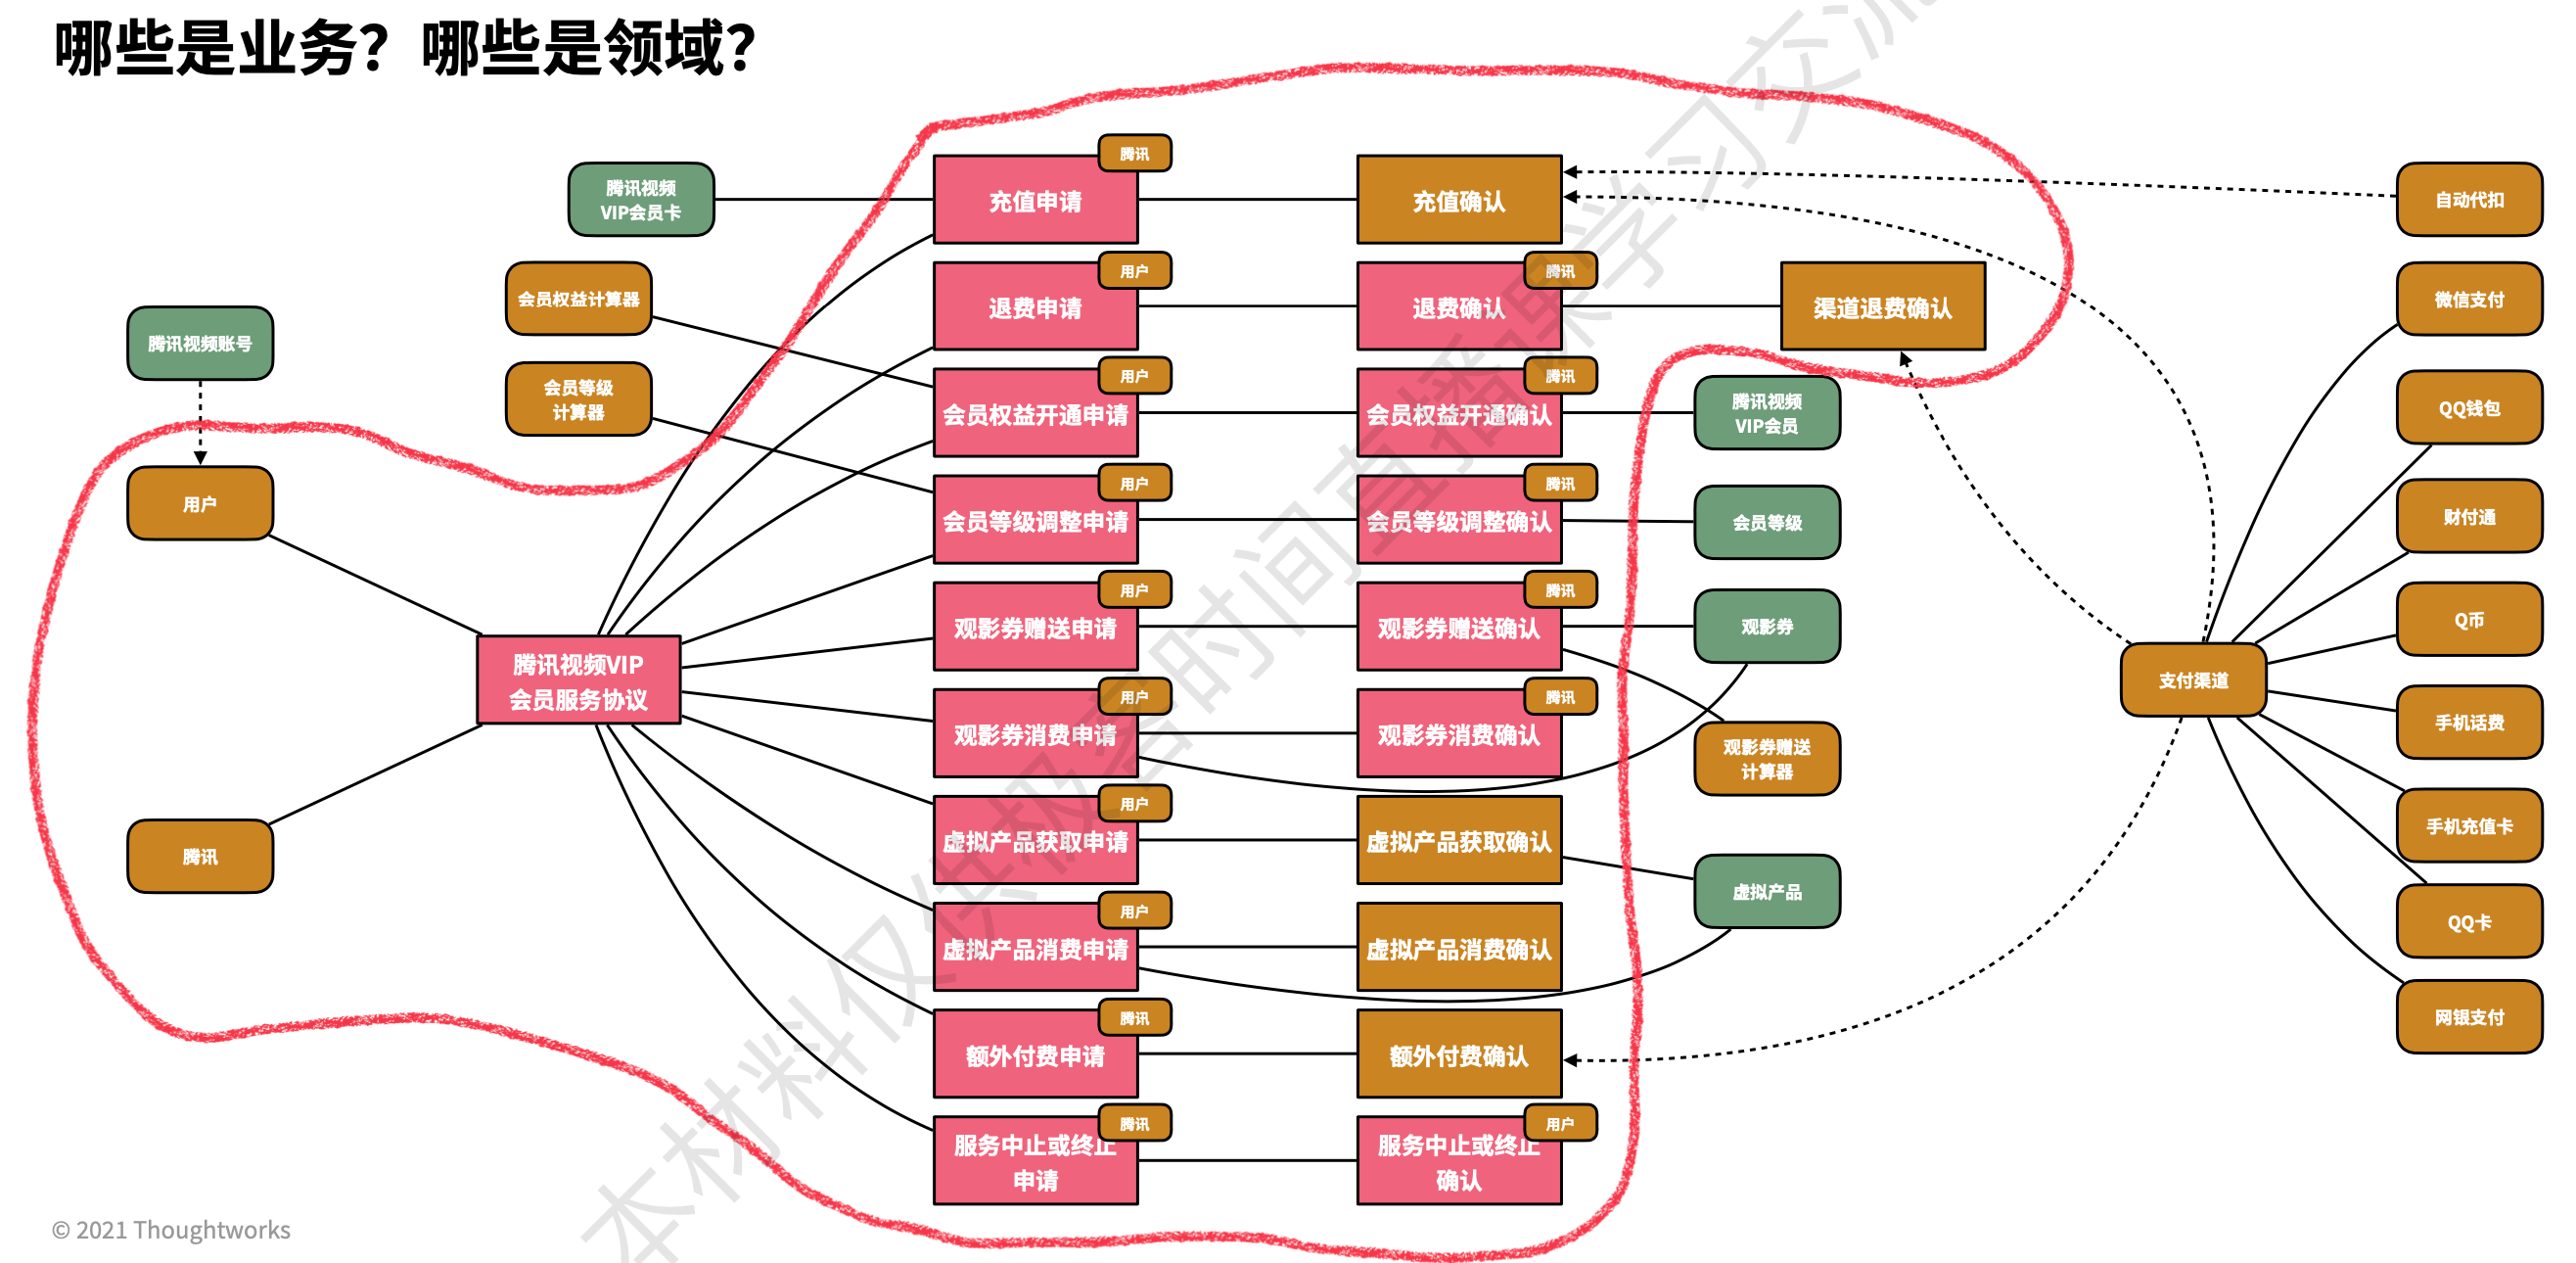 哪些是业务？哪些是领域？
腾讯视频
VIP会员卡
会员权益计算器
会员等级
计算器
腾讯视频账号
用户
腾讯
腾讯视频VIP
会员服务协议
腾讯
充值申请
充值确认
用户
退费申请
腾讯
退费确认
渠道退费确认
用户
会员权益开通申请
腾讯
会员权益开通确认
腾讯视频
VIP会员
用户
会员等级调整申请
腾讯
会员等级调整确认
会员等级
用户
观影券赠送申请
腾讯
观影券赠送确认
观影券
用户
观影券消费申请
腾讯
观影券消费确认
观影券赠送
计算器
用户
虚拟产品获取申请
虚拟产品获取确认
虚拟产品
用户
虚拟产品消费申请
虚拟产品消费确认
腾讯
额外付费申请
额外付费确认
腾讯
服务中止或终止
申请
用户
服务中止或终止
确认
支付渠道
自动代扣
微信支付
QQ钱包
财付通
Q币
手机话费
手机充值卡
QQ卡
网银支付
本材料仅供极客时间直播课学习交流
© 2021 Thoughtworks